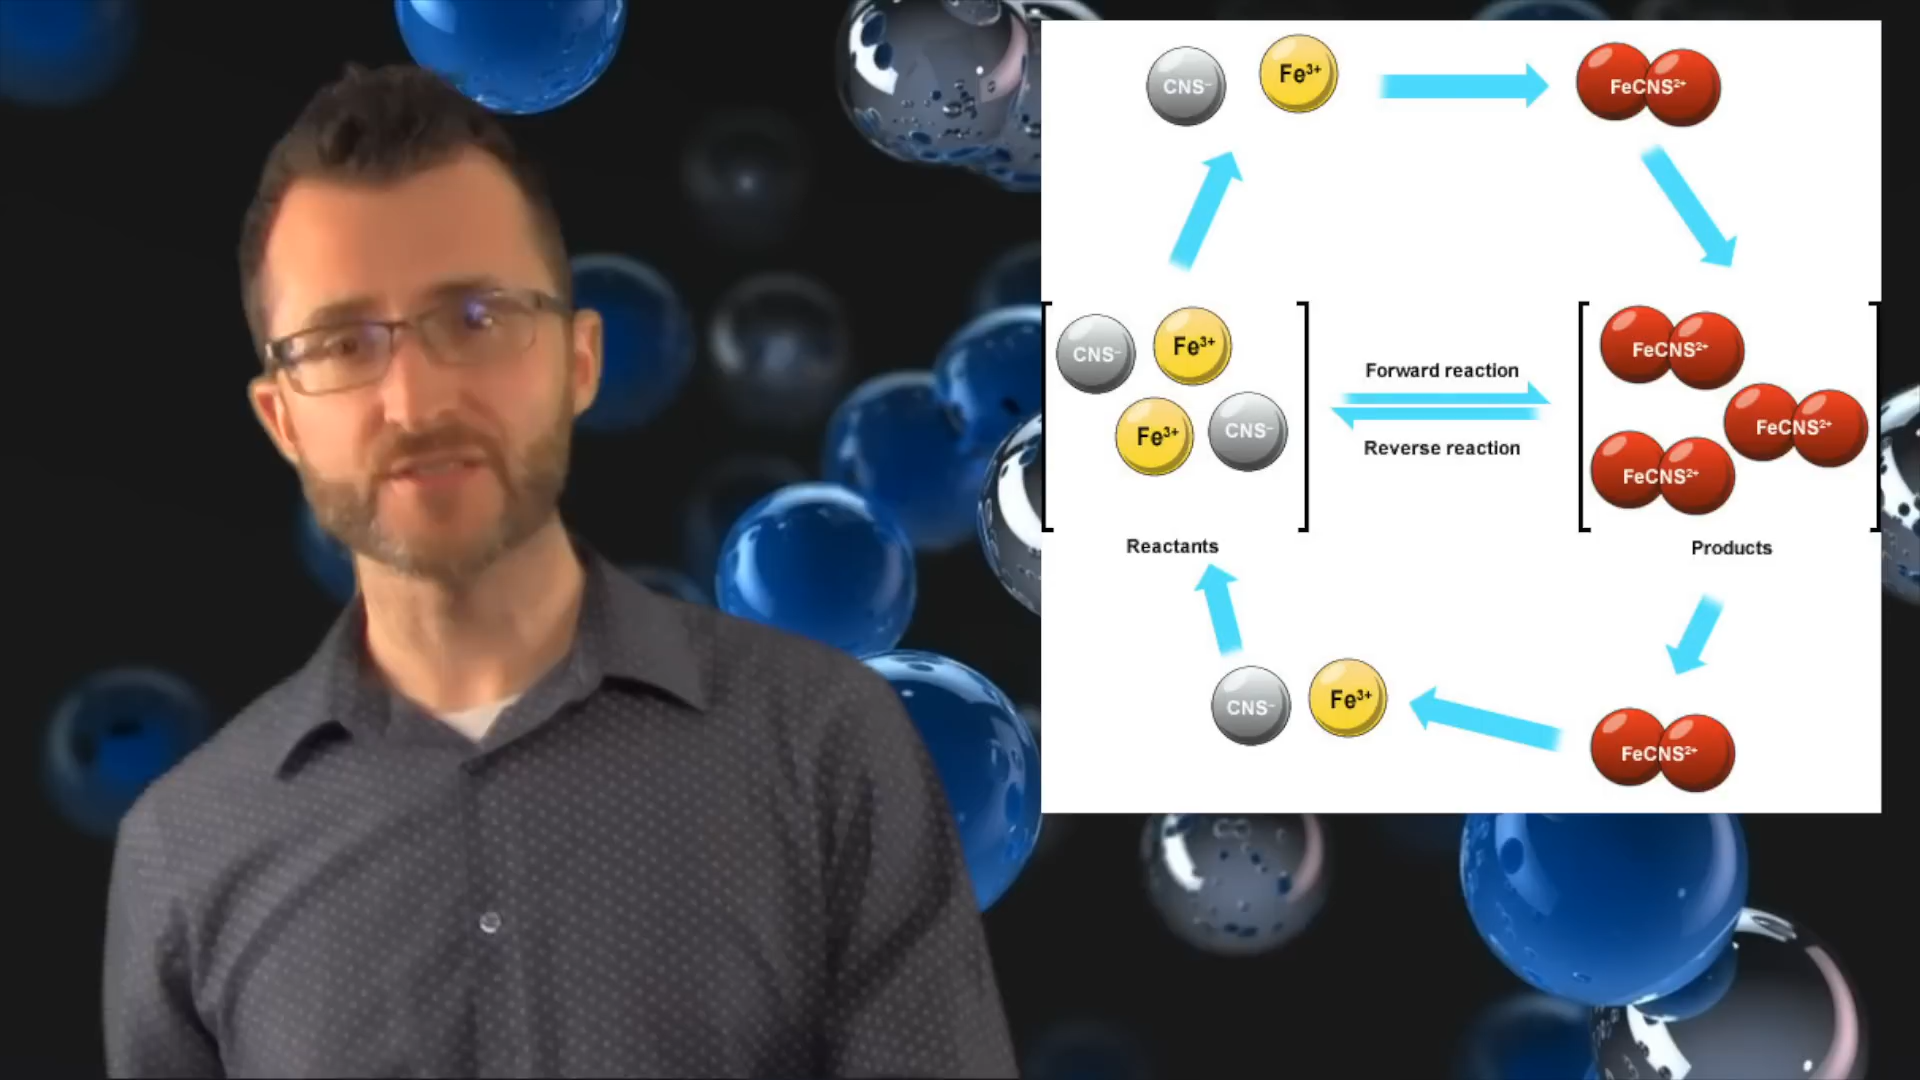 CNS⁻ Fe³⁺ FeCNS²⁺
CNS⁻ Fe³⁺
Fe³⁺ CNS⁻
Forward reaction
Reverse reaction
FeCNS²⁺
FeCNS²⁺
FeCNS²⁺
Reactants
Products
CNS⁻ Fe³⁺ FeCNS²⁺